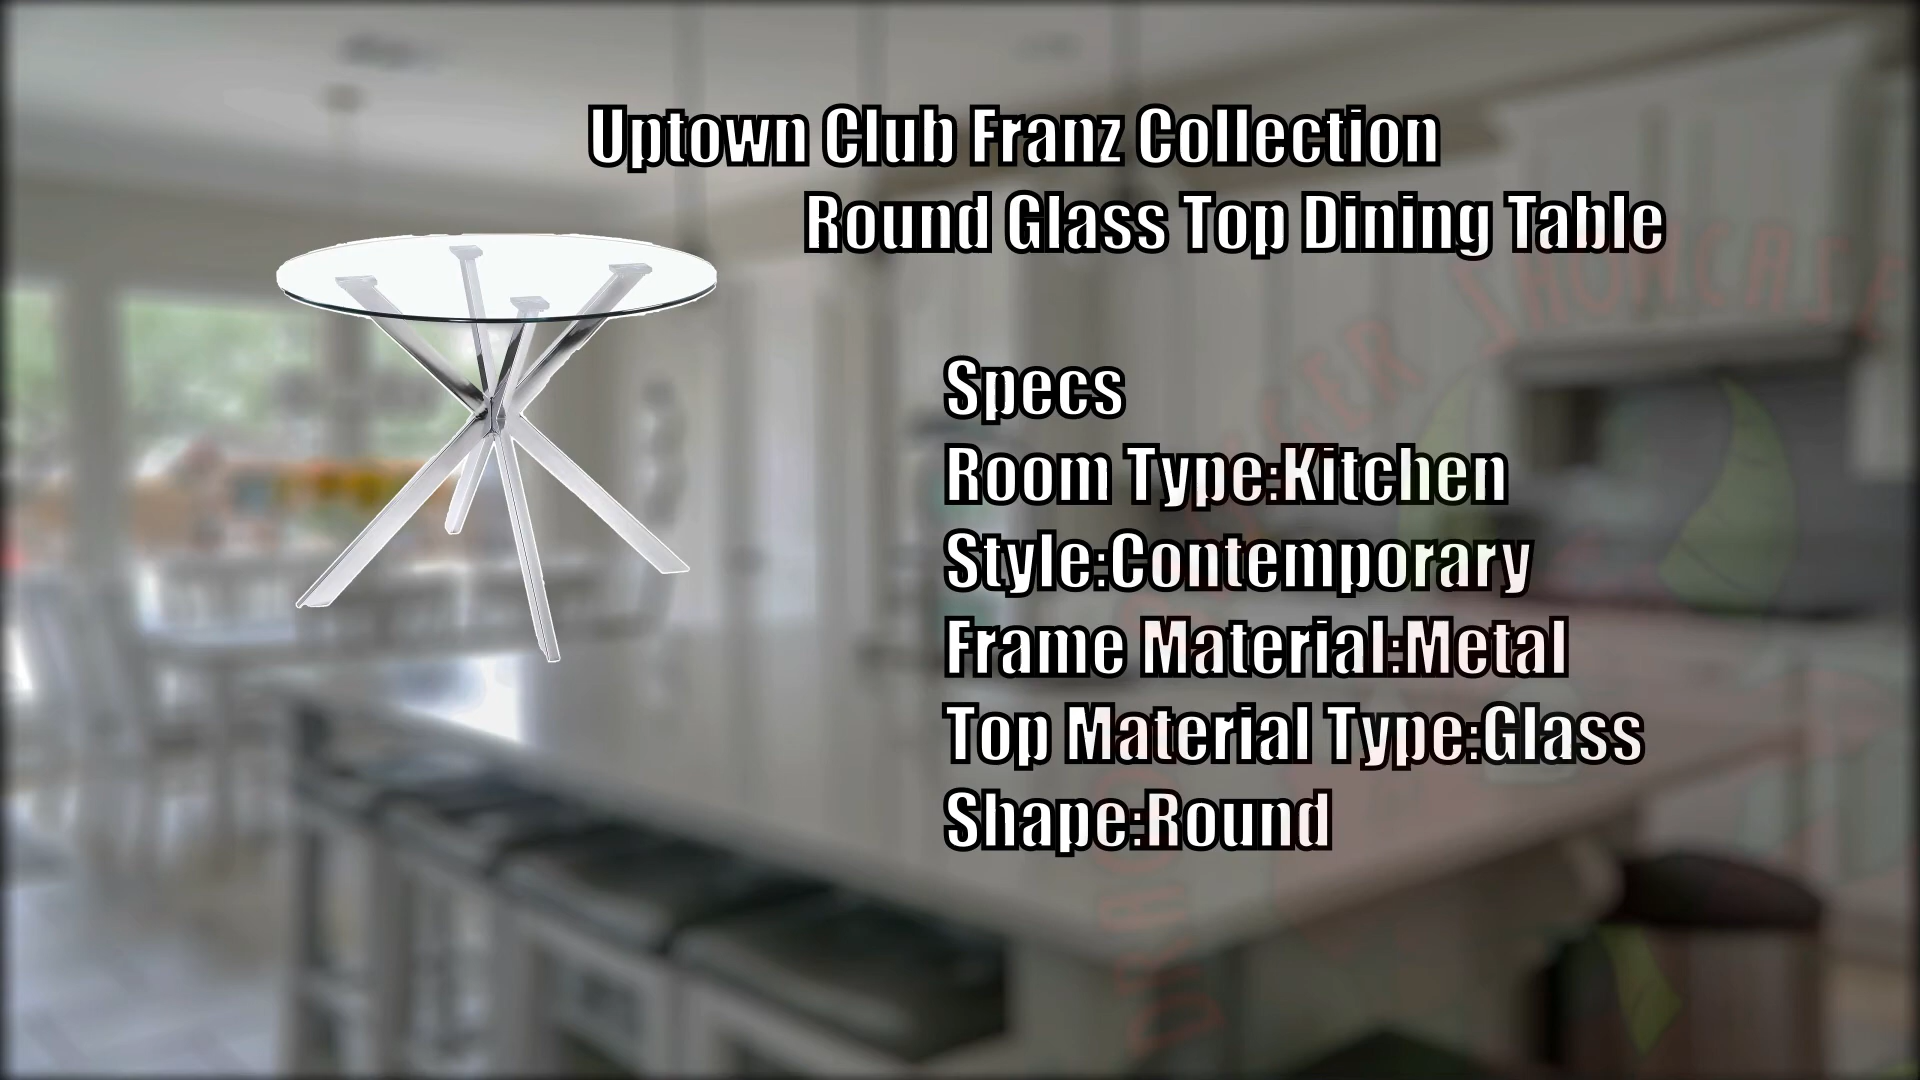 Uptown Club Franz Collection
Round Glass Top Dining Table
Specs
Room Type:Kitchen
Style:Contemporary
Frame Material:Metal
Top Material Type:Glass
Shape:Round
SHOWCASE